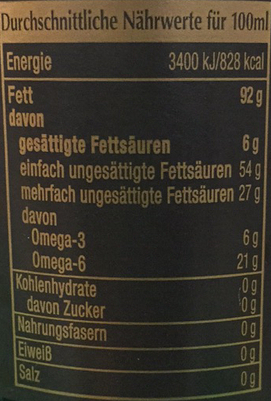 Durchschnittliche Nährwerte für 100ml
Energie 3400 kJ/828 kcal
Fett 92 g
davon
gesättigte Fettsäuren 6 g
einfach ungesättigte Fettsäuren 54 g
mehrfach ungesättigte Fettsäuren 27 g
davon
Omega-3 6 g
Omega-6 21 g
Kohlenhydrate 0 g
davon Zucker 0 g
Nahrungsfasern 0 g
Eiweiß 0 g
Salz 0 g